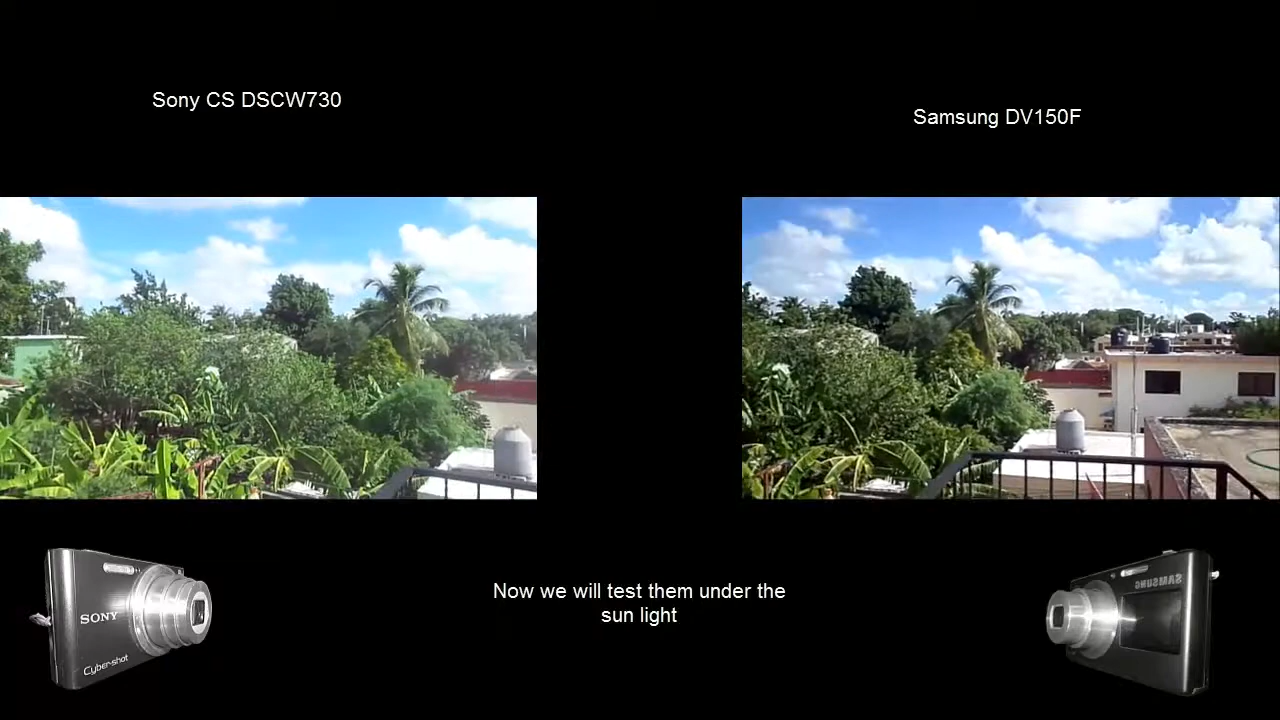 Sony CS DSCW730
Samsung DV150F
Now we will test them under the
sun light
SONY
Cyber-shot
SAMSUNG